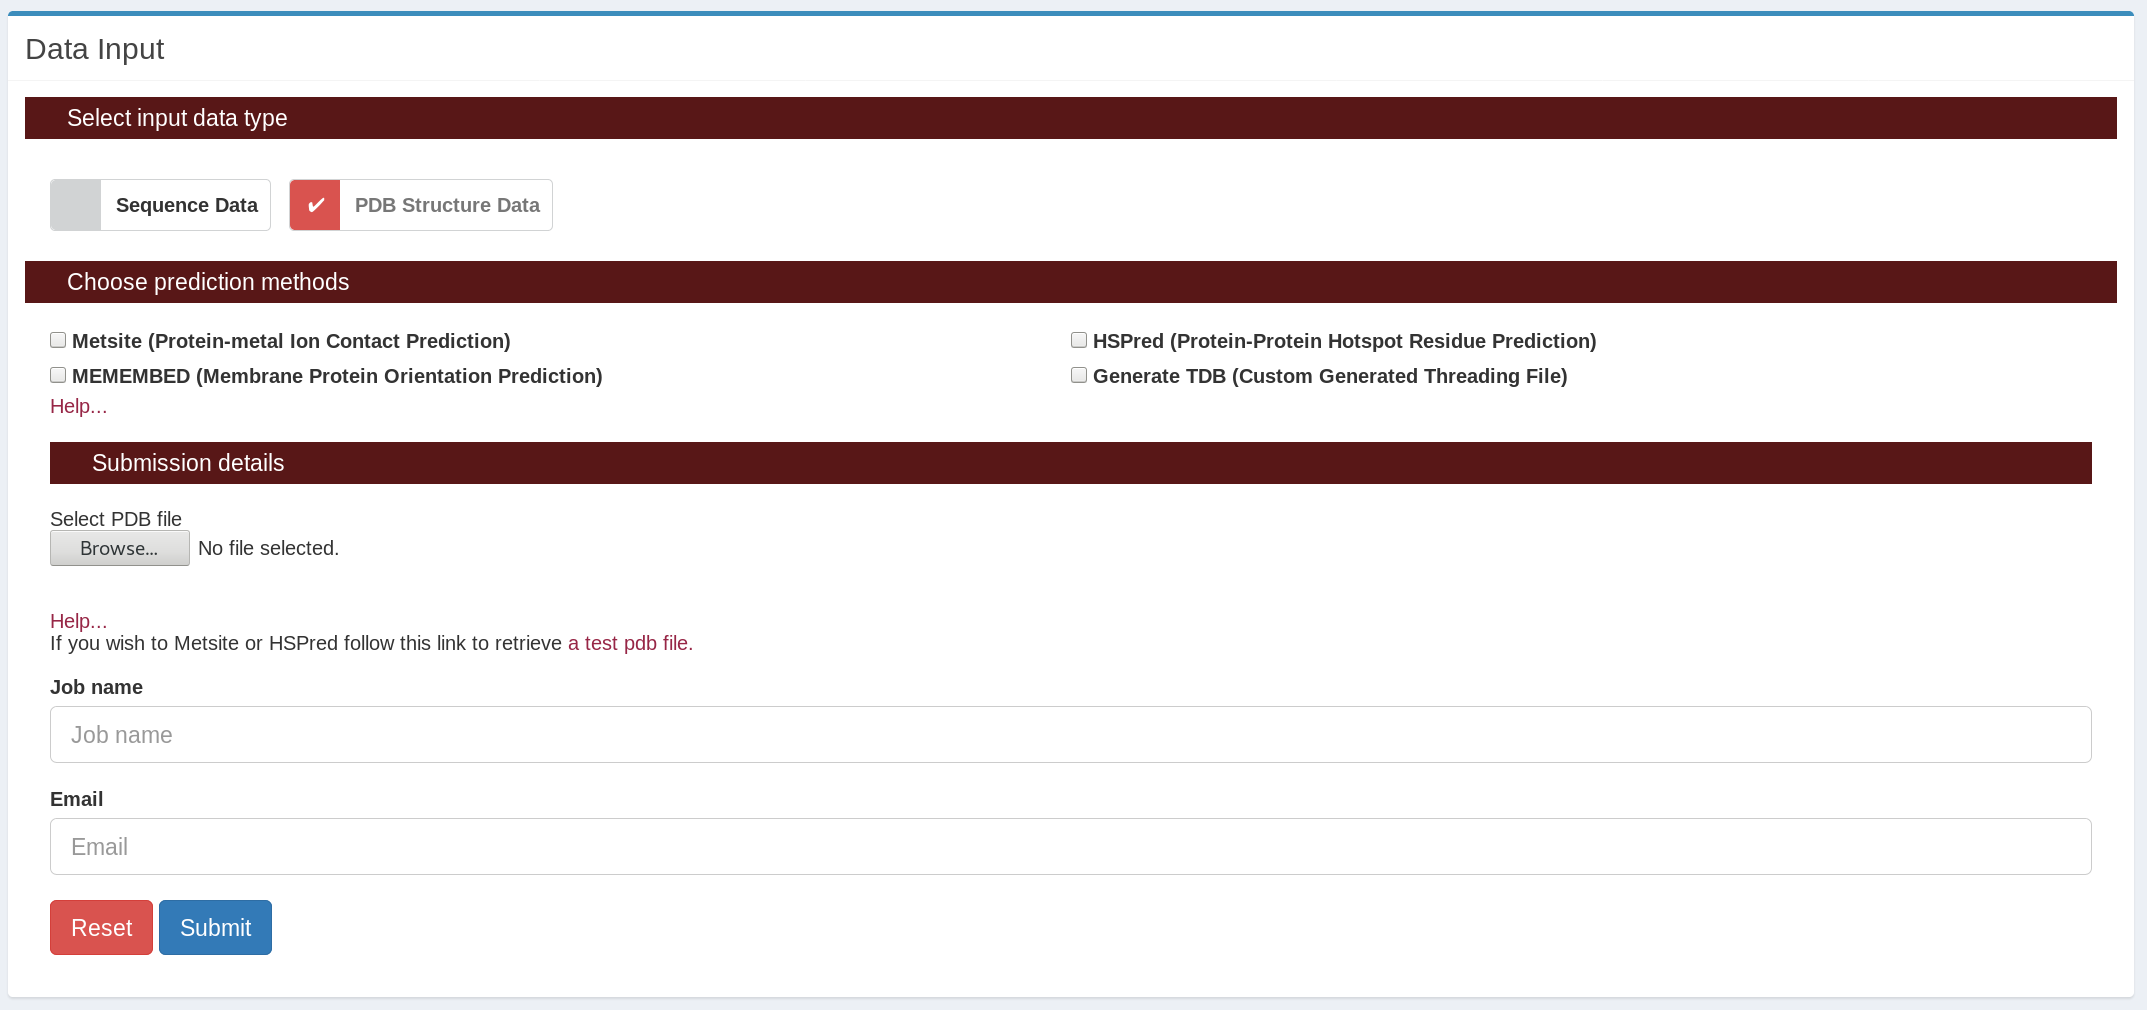 Data Input
Select input data type
Sequence Data
✔ PDB Structure Data
Choose prediction methods
Metsite (Protein-metal Ion Contact Prediction)
HSPred (Protein-Protein Hotspot Residue Prediction)
MEMEMBED (Membrane Protein Orientation Prediction)
Generate TDB (Custom Generated Threading File)
Help...
Submission details
Select PDB file
Browse... No file selected.
Help...
If you wish to Metsite or HSPred follow this link to retrieve a test pdb file.
Job name
Job name
Email
Email
Reset Submit